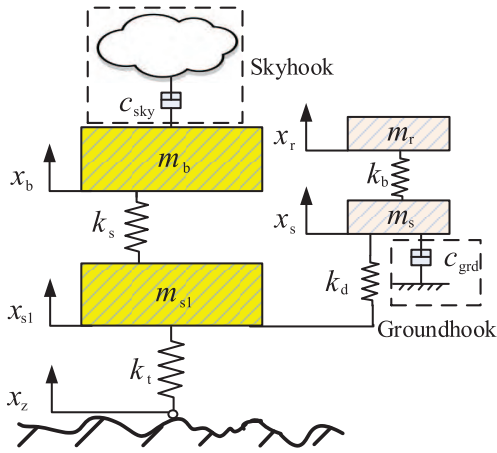 Skyhook
c_sky
m_b
x_b
k_s
m_s1
x_s1
k_t
x_z
x_r
m_r
k_b
x_s
m_s
c_grd
k_d
Groundhook